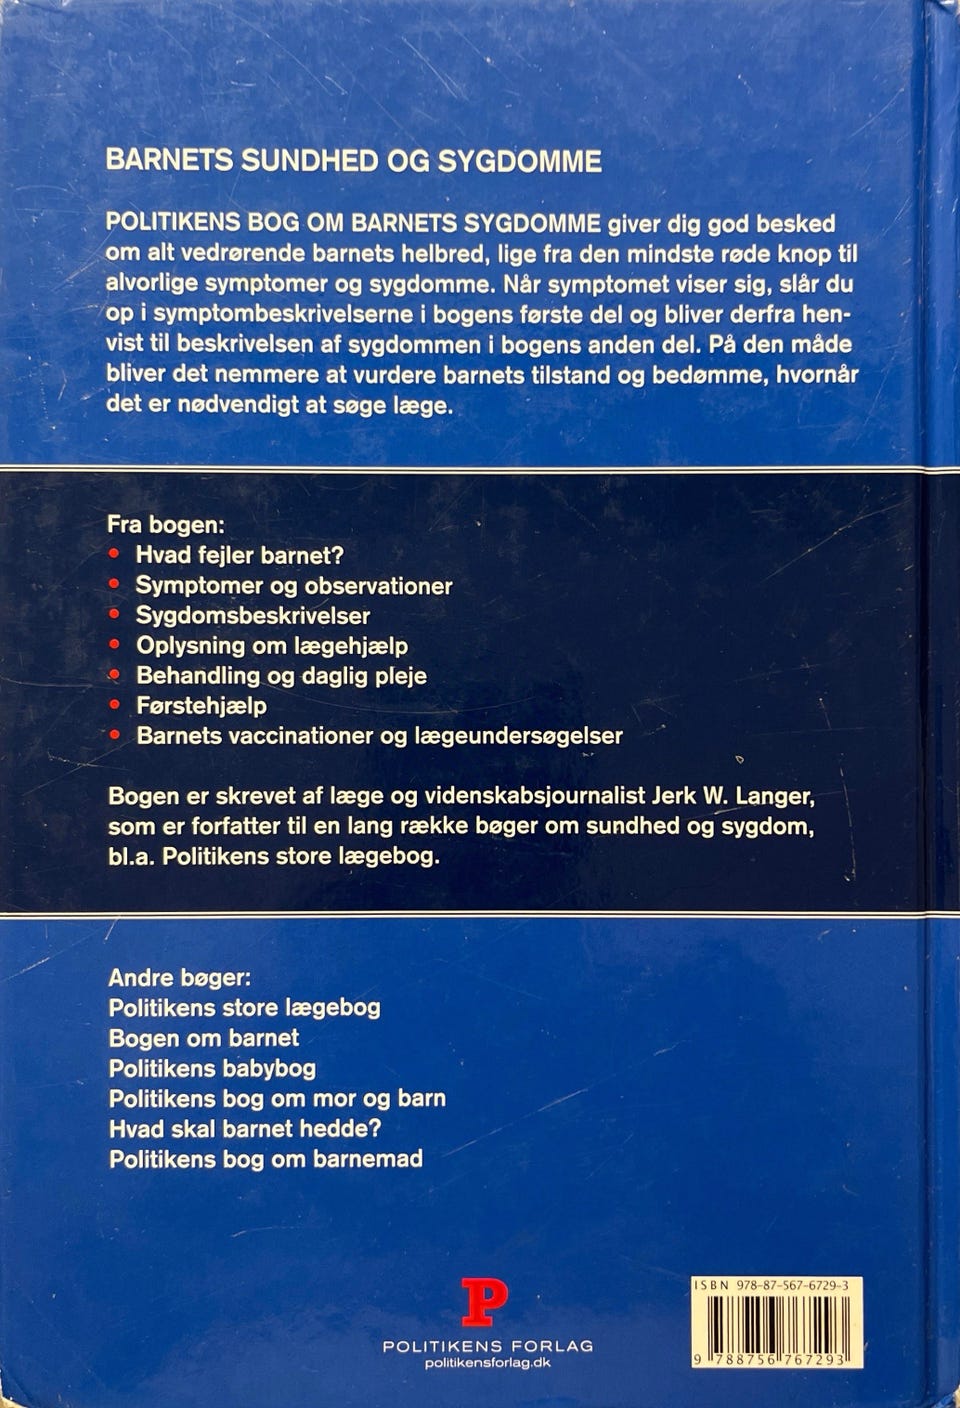 BARNETS SUNDHED OG SYGDOMME
POLITIKENS BOG OM BARNETS SYGDOMME giver dig god besked
om alt vedrørende barnets helbred, lige fra den mindste røde knop til
alvorlige symptomer og sygdomme. Når symptomet viser sig, slår du
op i symptombeskrivelserne i bogens første del og bliver derfra hen-
vist til beskrivelsen af sygdommen i bogens anden del. På den måde
bliver det nemmere at vurdere barnets tilstand og bedømme, hvornår
det er nødvendigt at søge læge.
Fra bogen:
• Hvad fejler barnet?
• Symptomer og observationer
• Sygdomsbeskrivelser
• Oplysning om lægehjælp
• Behandling og daglig pleje
• Førstehjælp
• Barnets vaccinationer og lægeundersøgelser
Bogen er skrevet af læge og videnskabsjournalist Jerk W. Langer,
som er forfatter til en lang række bøger om sundhed og sygdom,
bl.a. Politikens store lægebog.
Andre bøger:
Politikens store lægebog
Bogen om barnet
Politikens babybog
Politikens bog om mor og barn
Hvad skal barnet hedde?
Politikens bog om barnemad
P
POLITIKENS FORLAG
politikensforlag.dk
ISBN 978-87-567-6729-3
9 788756 767293